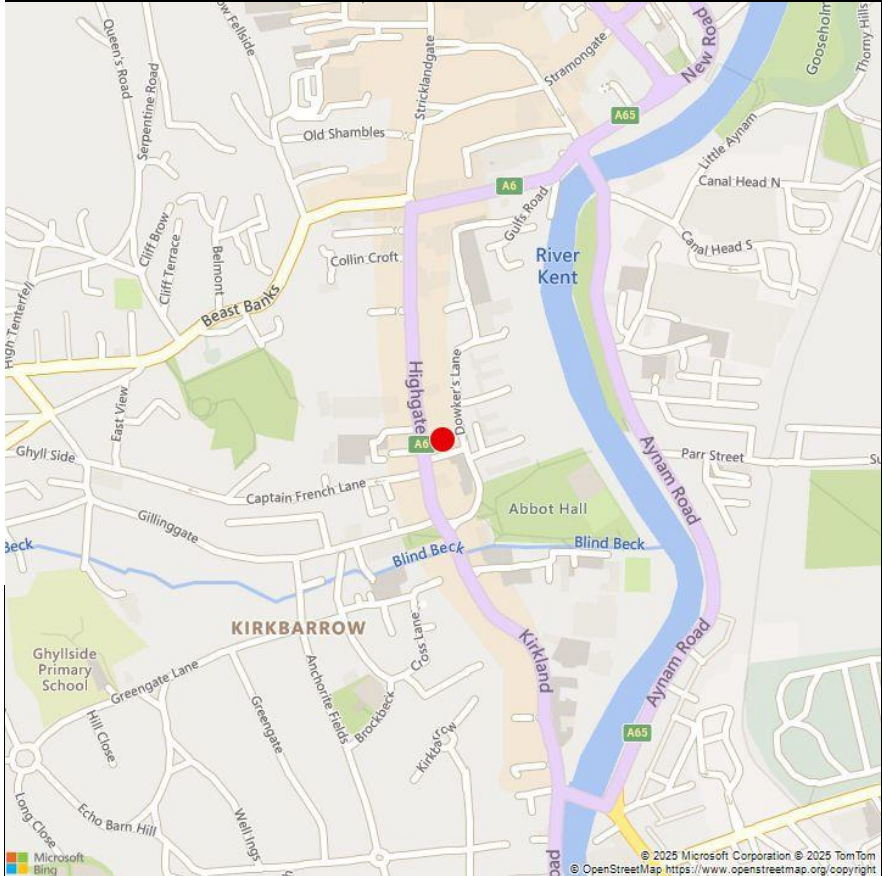 Queen's Road
Serpentine Road
ow Fellside
Stricklandgate
Stramongate
New Road
Gooseholm
Thorny Hills
Old Shambles
A65
Little Aynam
Canal Head N
A6
Gulfs Road
Canal Head S
Cliff Brow
Cliff Terrace
Belmont
Collin Croft
River
Kent
High Tenterfell
Beast Banks
Highgate
Dowker's Lane
East View
Ghyll Side
A6
Aynam Road
Parr Street
Su
Captain French Lane
Gillinggate
Abbot Hall
Beck
Blind Beck
Blind Beck
KIRKBARROW
Cross Lane
Kirkland
Aynam Road
Ghyllside
Primary
School
Greengate Lane
Anchorite Fields
Brockbeck
Greengate
Hill Close
Kirkbarrow
A65
Long Close
Echo Barn Hill
Well Ings
oad
Microsoft
Bing
© 2025 Microsoft Corporation © 2025 TomTom
© OpenStreetMap https://www.openstreetmap.org/copyright